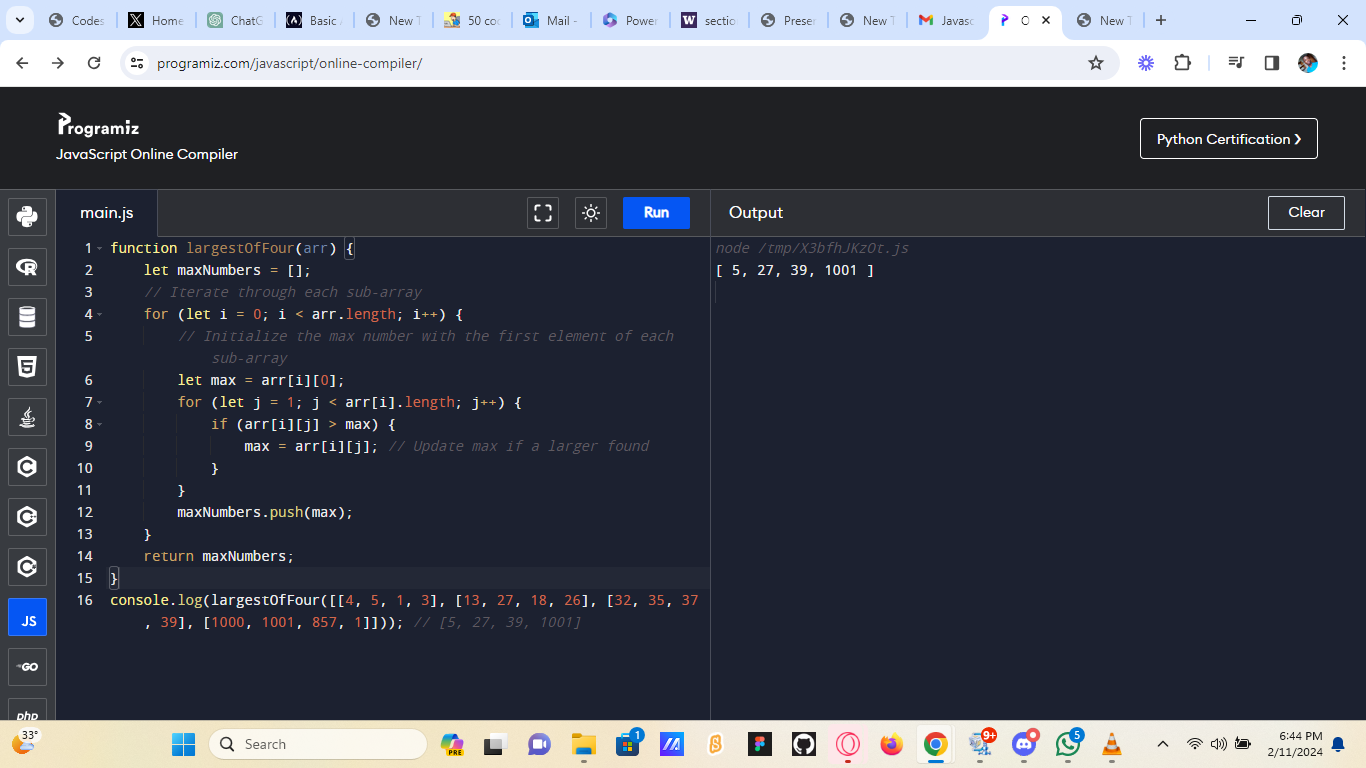 Codes
Home
ChatG
Basic
New T
50 co
Mail -
Power
sectio
Preser
New T
Javasc
O
New T
programiz.com/javascript/online-compiler/
Programiz
JavaScript Online Compiler
Python Certification ❯
main.js
Run
Output
Clear
1 function largestOfFour(arr) {
2 let maxNumbers = [];
3 // Iterate through each sub-array
4 for (let i = 0; i < arr.length; i++) {
5 // Initialize the max number with the first element of each
sub-array
6 let max = arr[i][0];
7 for (let j = 1; j < arr[i].length; j++) {
8 if (arr[i][j] > max) {
9 max = arr[i][j]; // Update max if a larger found
10 }
11 }
12 maxNumbers.push(max);
13 }
14 return maxNumbers;
15 }
16 console.log(largestOfFour([[4, 5, 1, 3], [13, 27, 18, 26], [32, 35, 37
, 39], [1000, 1001, 857, 1]])); // [5, 27, 39, 1001]
node /tmp/X3bfhJKzOt.js
[ 5, 27, 39, 1001 ]
JS
GO
php
33°
Search
PRE
1
9+
5
6:44 PM
2/11/2024